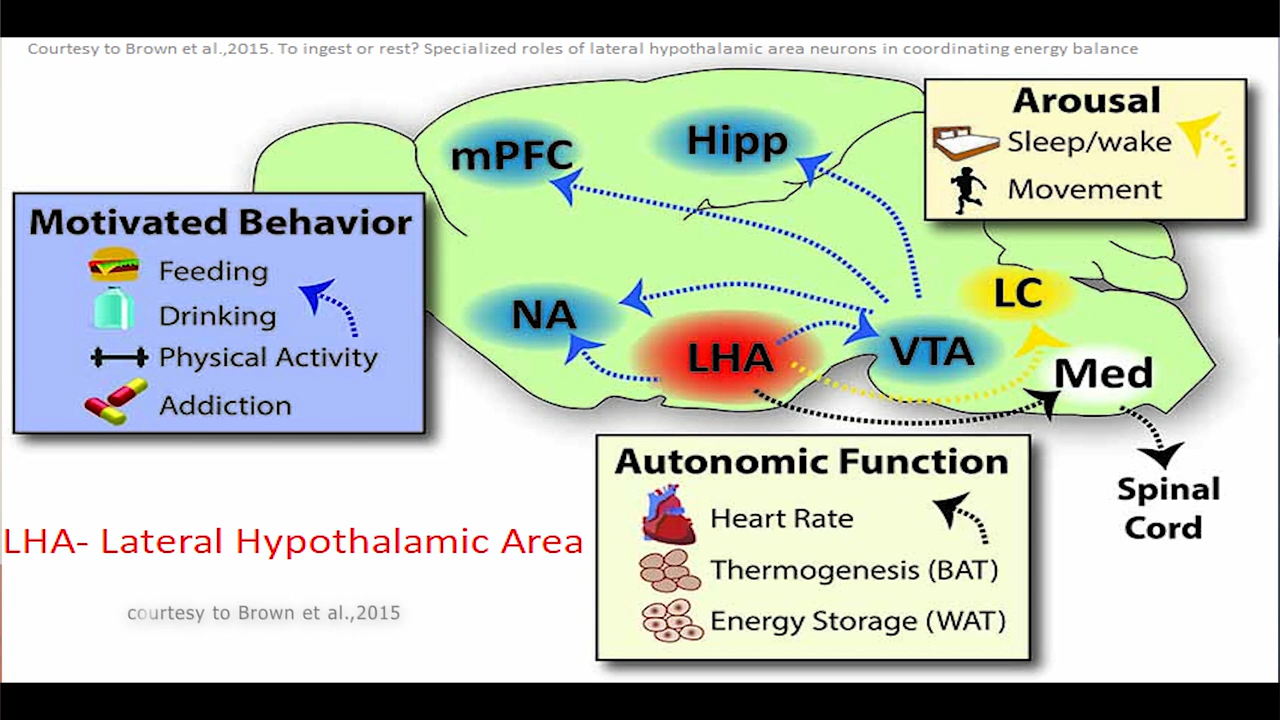 Courtesy to Brown et al.,2015. To ingest or rest? Specialized roles of lateral hypothalamic area neurons in coordinating energy balance
Arousal
Sleep/wake
Movement
mPFC
Hipp
Motivated Behavior
Feeding
Drinking
Physical Activity
Addiction
NA
LHA
VTA
LC
Med
Spinal
Cord
Autonomic Function
Heart Rate
Thermogenesis (BAT)
Energy Storage (WAT)
LHA- Lateral Hypothalamic Area
courtesy to Brown et al.,2015